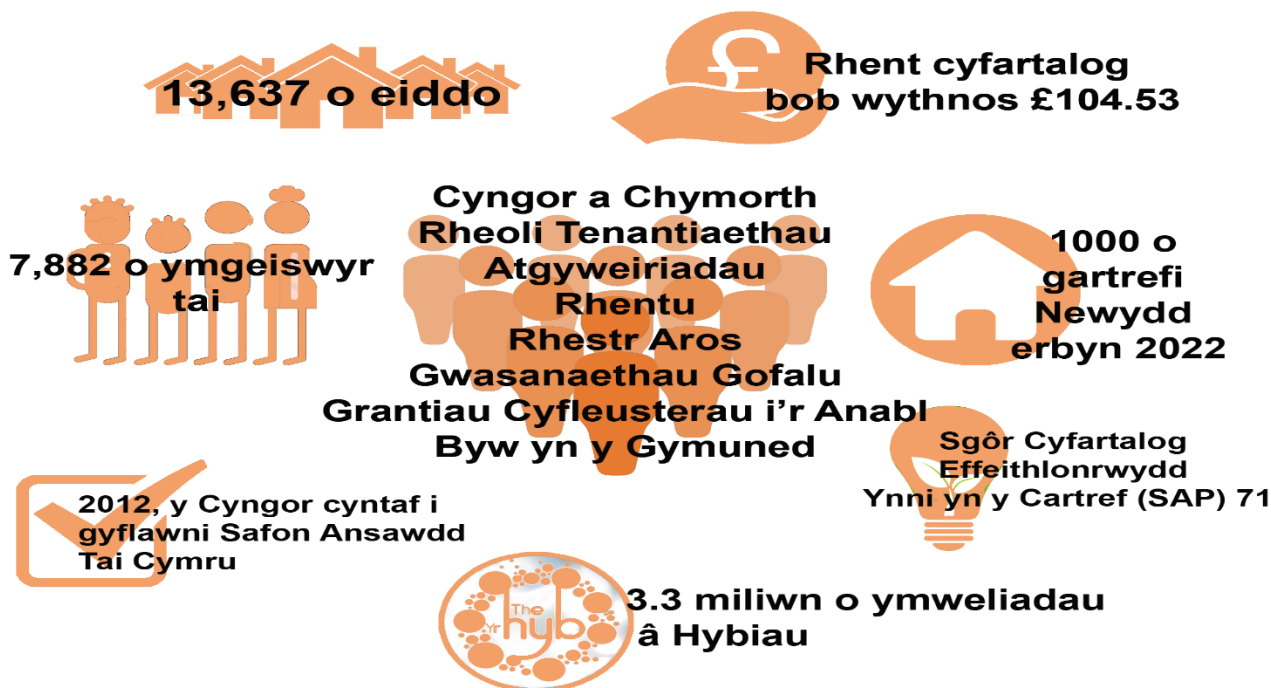 13,637 o eiddo
Rhent cyfartalog
bob wythnos £104.53
7,882 o ymgeiswyr
tai
Cyngor a Chymorth
Rheoli Tenantiaethau
Atgyweiriadau
Rhentu
Rhestr Aros
Gwasanaethau Gofalu
Grantiau Cyfleusterau i'r Anabl
Byw yn y Gymuned
1000 o
gartrefi
Newydd
erbyn 2022
2012, y Cyngor cyntaf i
gyflawni Safon Ansawdd
Tai Cymru
Sgôr Cyfartalog
Effeithlonrwydd
Ynni yn y Cartref (SAP) 71
The
Yr hyb
3.3 miliwn o ymweliadau
â Hybiau